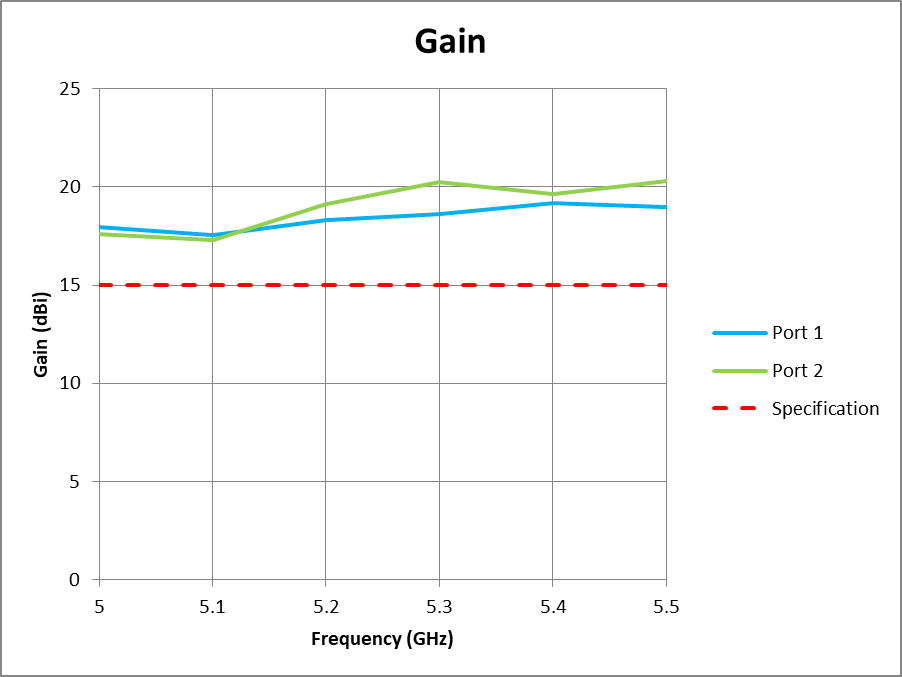 Gain
25
20
15
10
5
0
Gain (dBi)
5 5.1 5.2 5.3 5.4 5.5
Frequency (GHz)
Port 1
Port 2
Specification